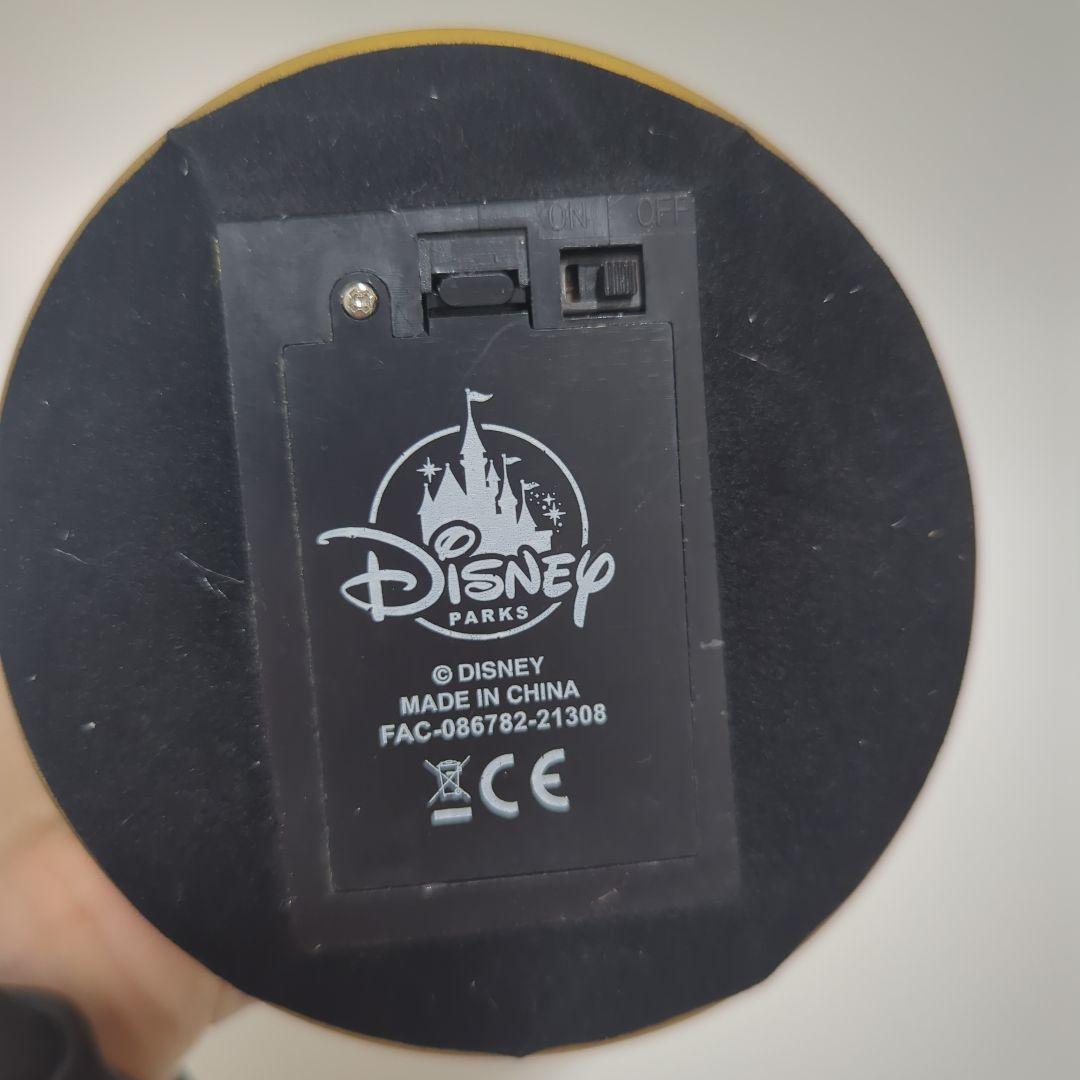 ON OFF
Disney
PARKS
© DISNEY
MADE IN CHINA
FAC-086782-21308
CE